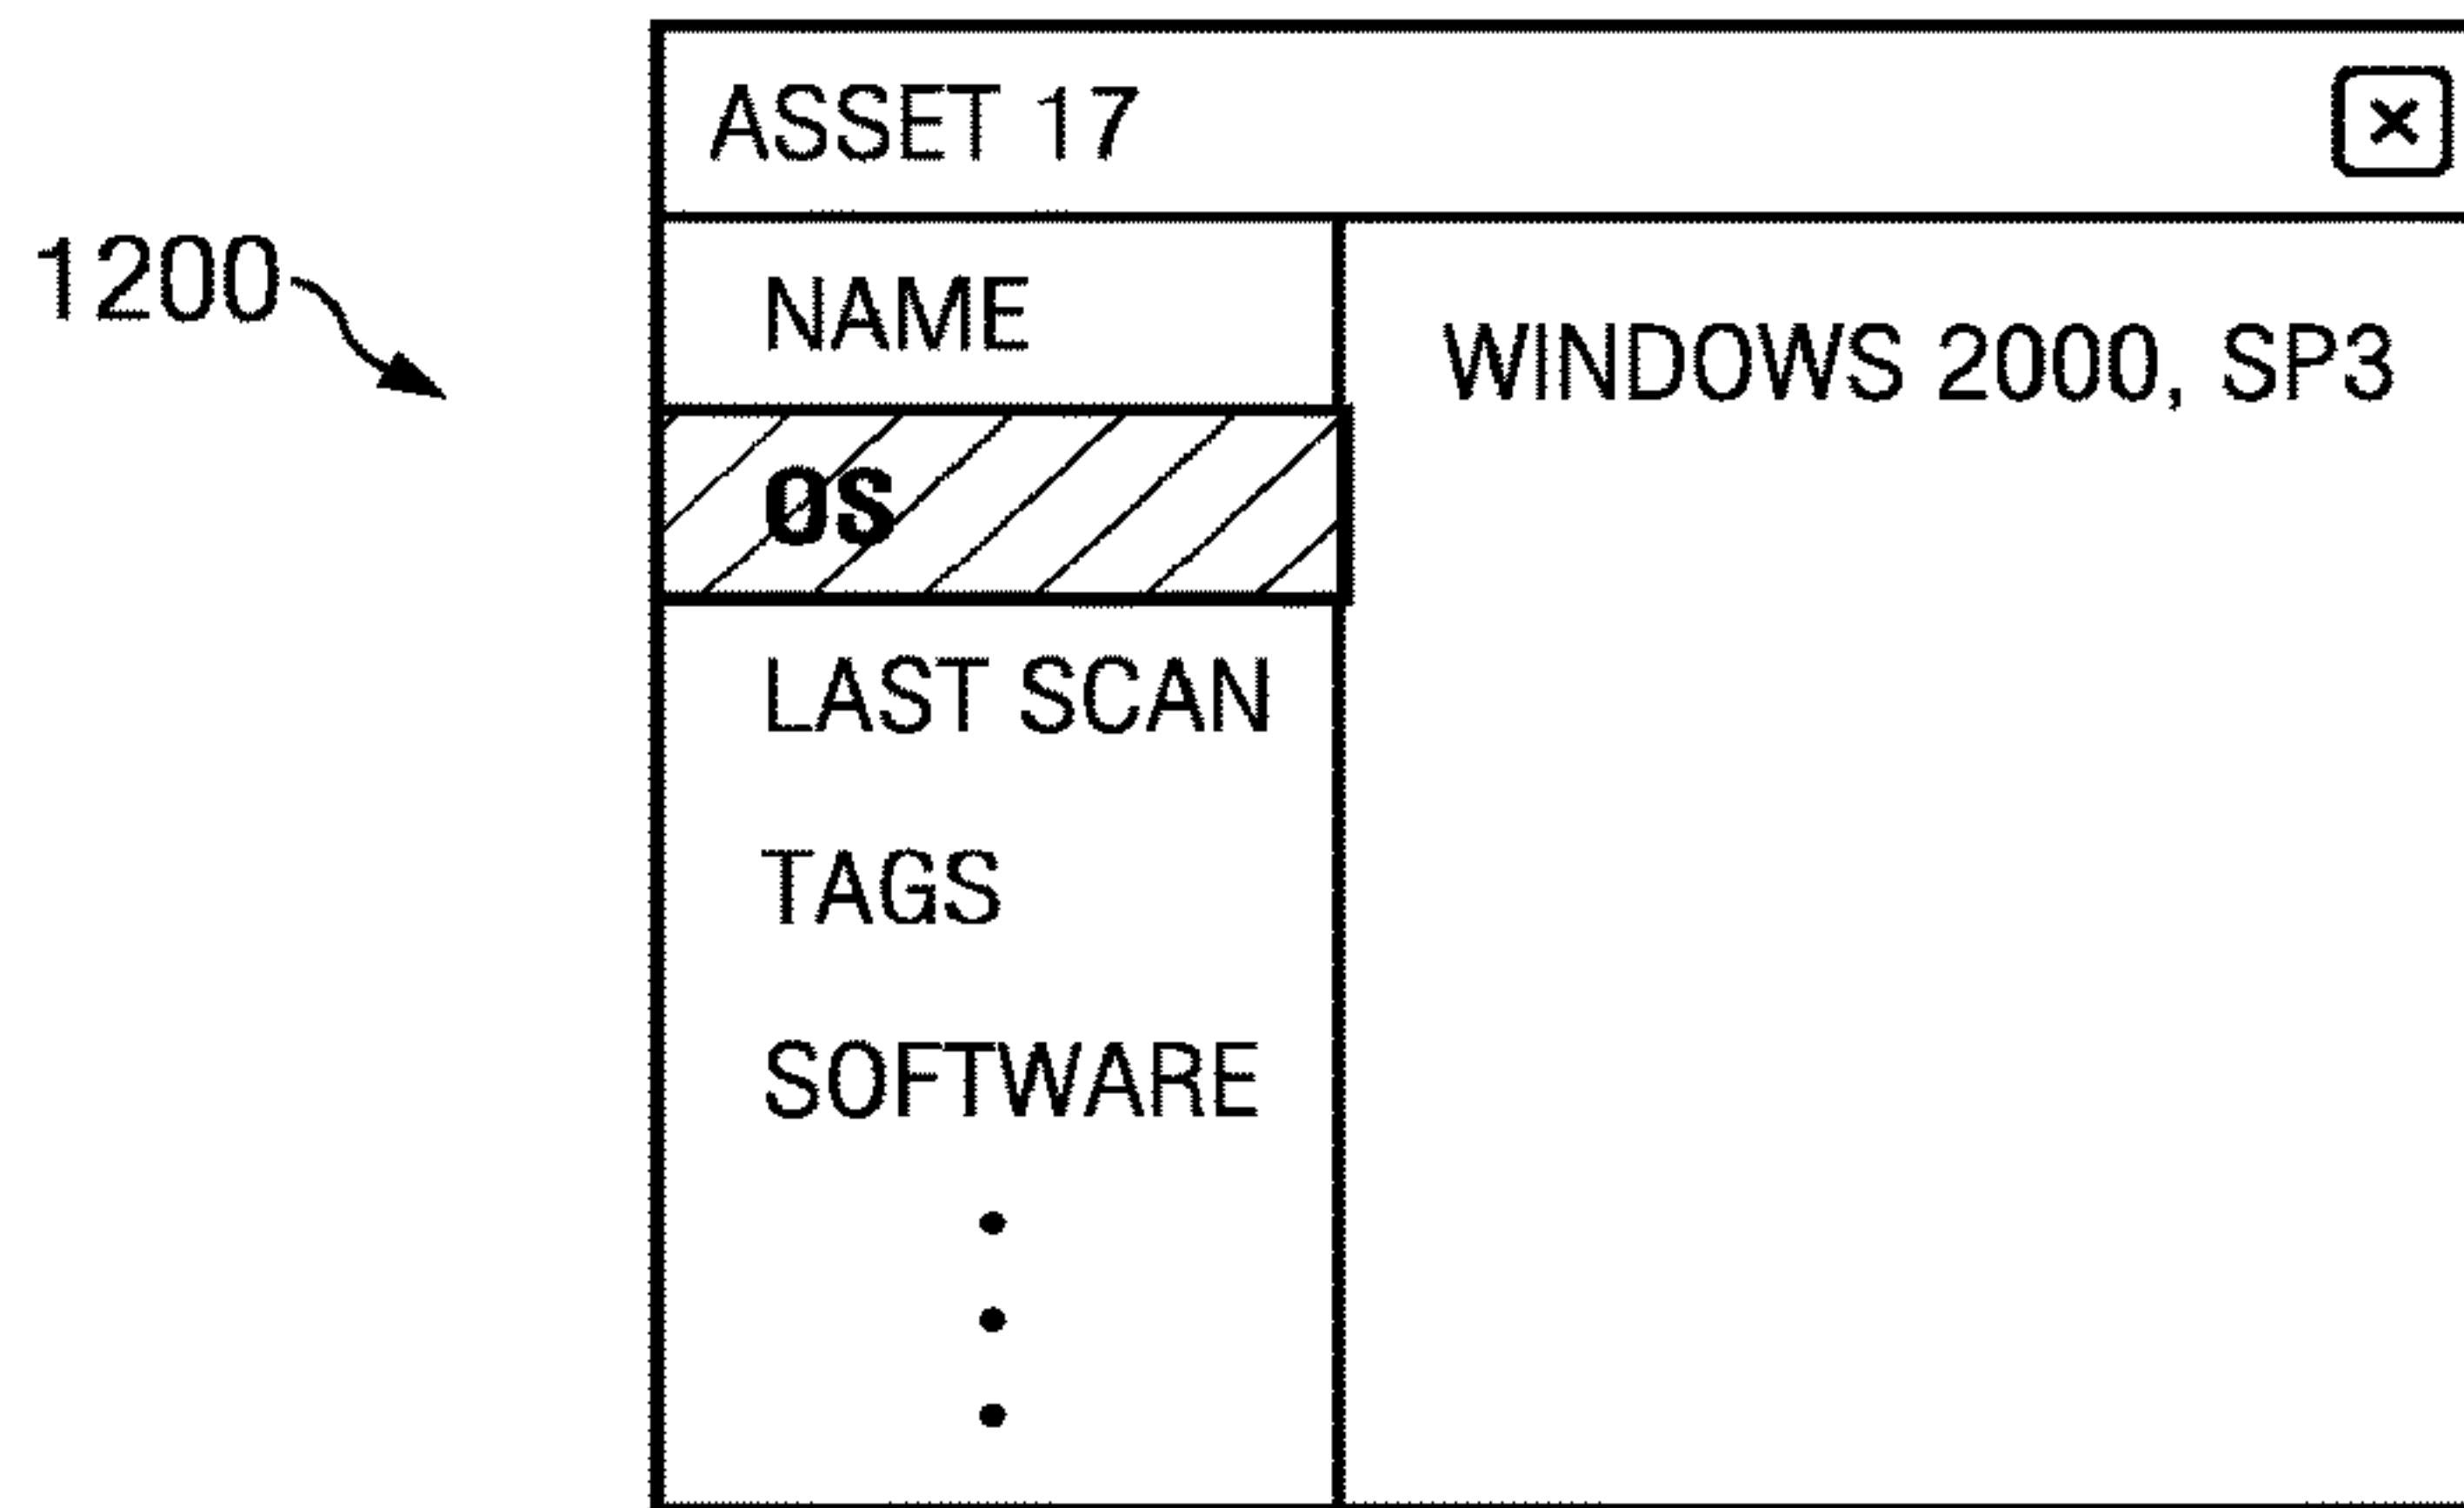 ASSET 17
1200
NAME
WINDOWS 2000, SP3
OS
LAST SCAN
TAGS
SOFTWARE